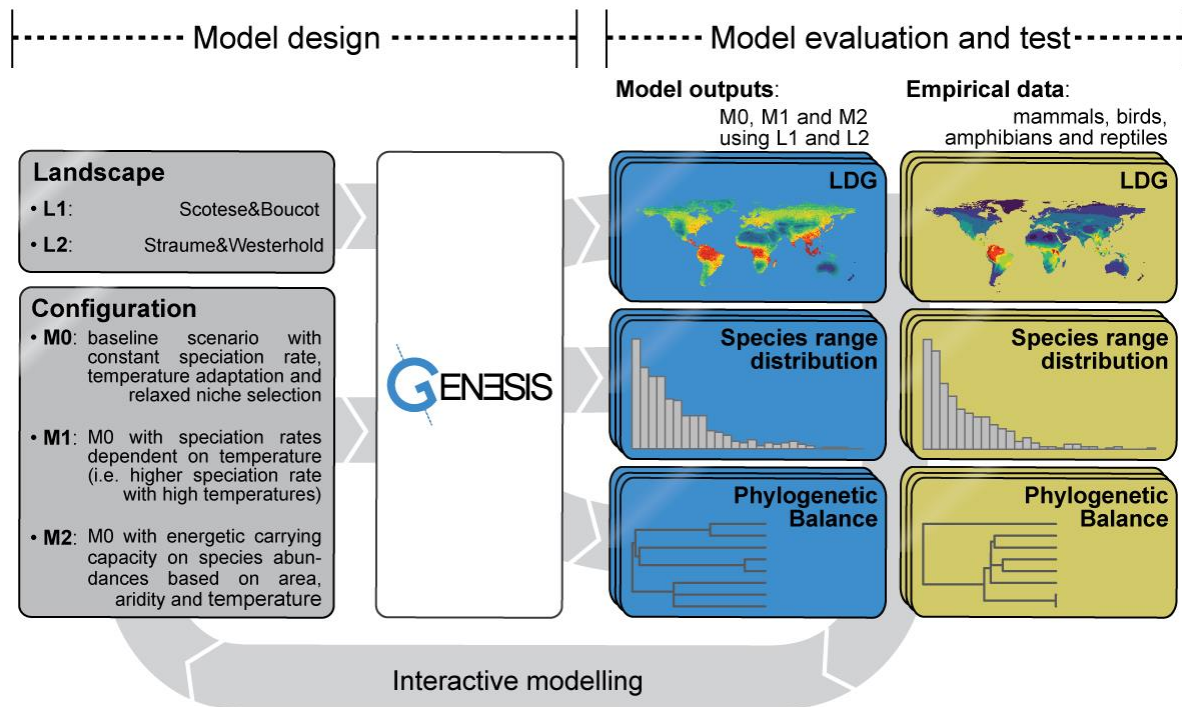 Model design
Model evaluation and test
Model outputs:
M0, M1 and M2
using L1 and L2
Empirical data:
mammals, birds,
amphibians and reptiles
Landscape
• L1: Scotese&Boucot
• L2: Straume&Westerhold
Configuration
• M0: baseline scenario with
constant speciation rate,
temperature adaptation and
relaxed niche selection
• M1: M0 with speciation rates
dependent on temperature
(i.e. higher speciation rate
with high temperatures)
• M2: M0 with energetic carrying
capacity on species abun-
dances based on area,
aridity and temperature
GENƎSIS
LDG
Species range
distribution
Phylogenetic
Balance
LDG
Species range
distribution
Phylogenetic
Balance
Interactive modelling